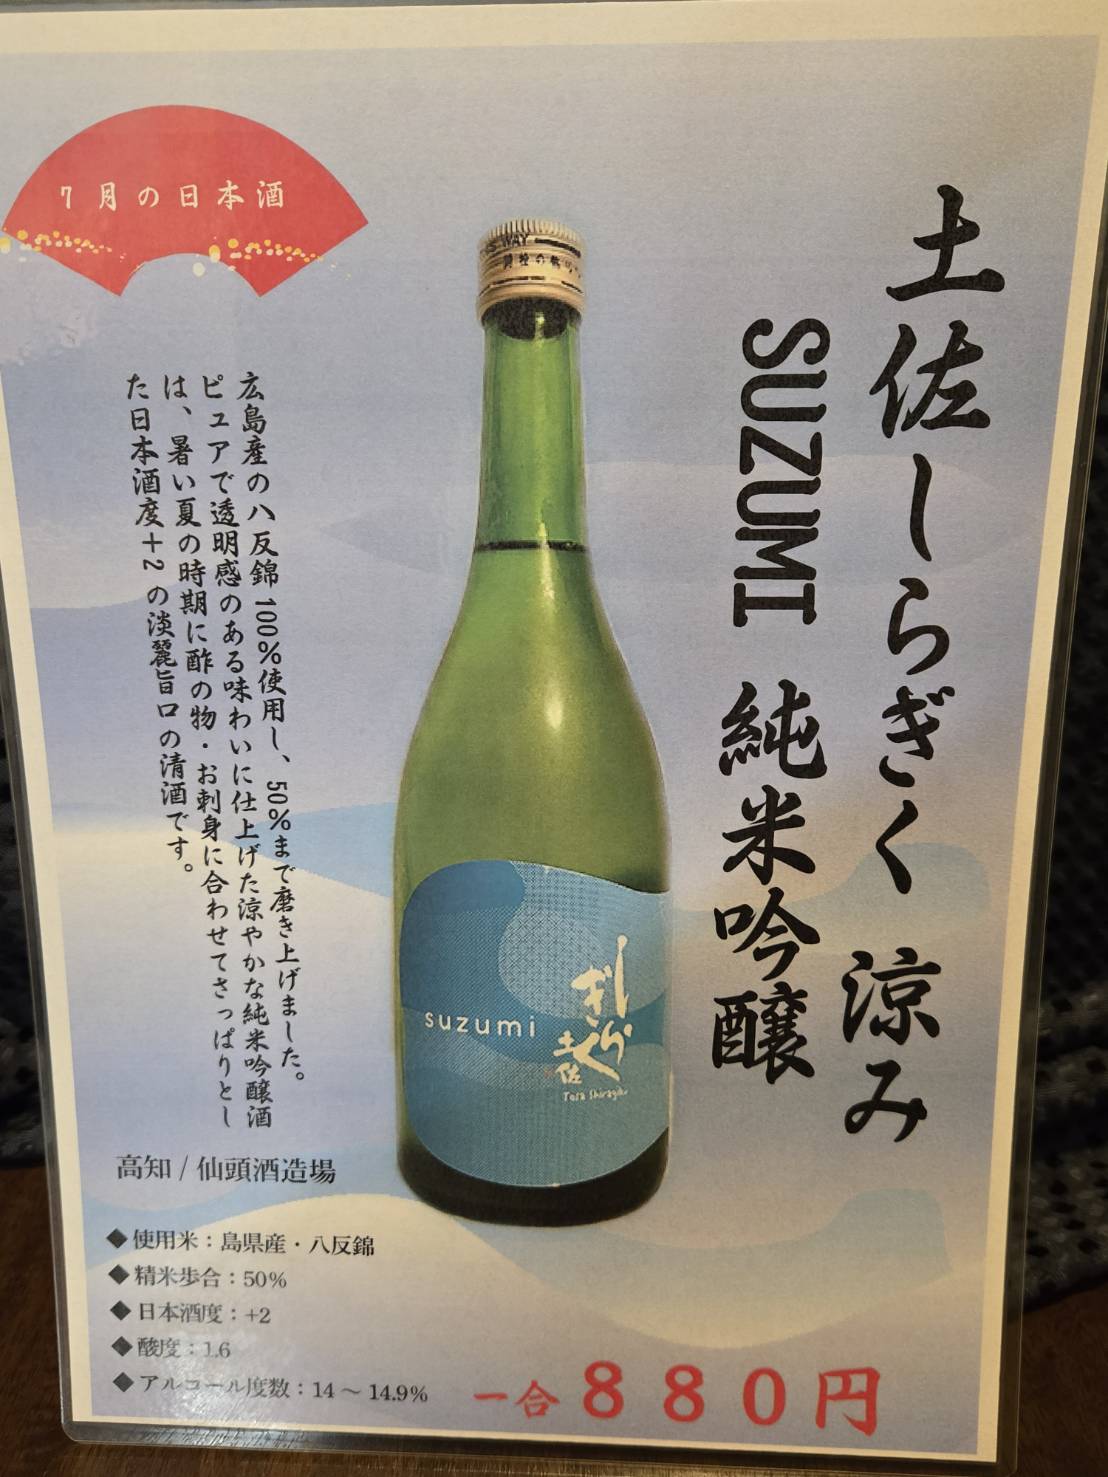 7月の日本酒
土佐しらぎく 涼み
SUZUMI 純米吟醸
広島産の八反錦100%使用し、50%まで磨き上げました。
ピュアで透明感のある味わいに仕上げた涼やかな純米吟醸酒
は、暑い夏の時期に酢の物・お刺身に合わせてさっぱりとし
た日本酒度+2の淡麗旨口の清酒です。
WAY
suzumi
しらぎく
土佐
Tosa Shiragiku
高知/仙頭酒造場
◆使用米:島県産・八反錦
◆精米歩合:50%
◆日本酒度:+2
◆酸度:1.6
◆アルコール度数:14～14.9%
一合880円